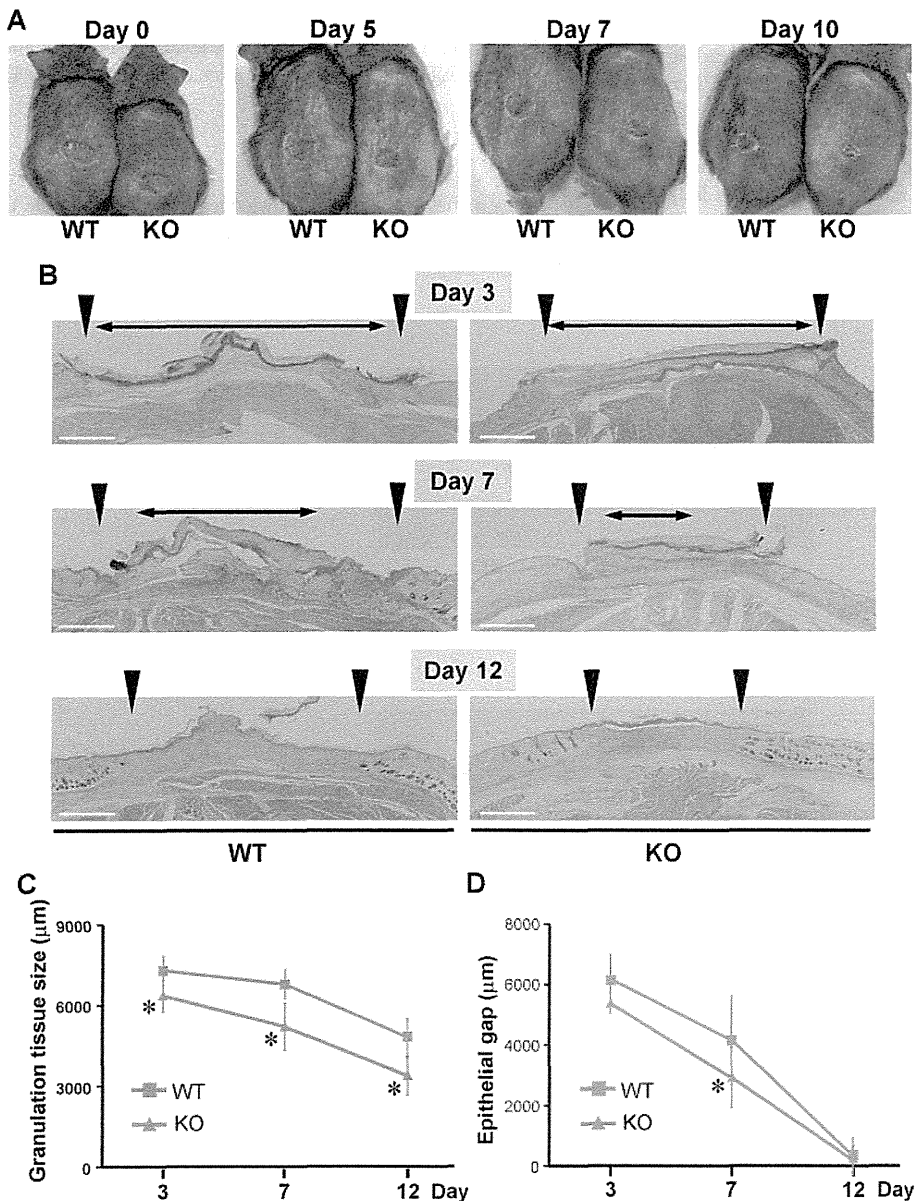 A
Day 0 Day 5 Day 7 Day 10
WT KO WT KO WT KO WT KO
B
Day 3
Day 7
Day 12
WT KO
C
Granulation tissue size (μm)
9000
6000
3000
0
* * *
WT
KO
3 7 12 Day
D
Epithelial gap (μm)
8000
6000
4000
2000
0
*
WT
KO
3 7 12 Day